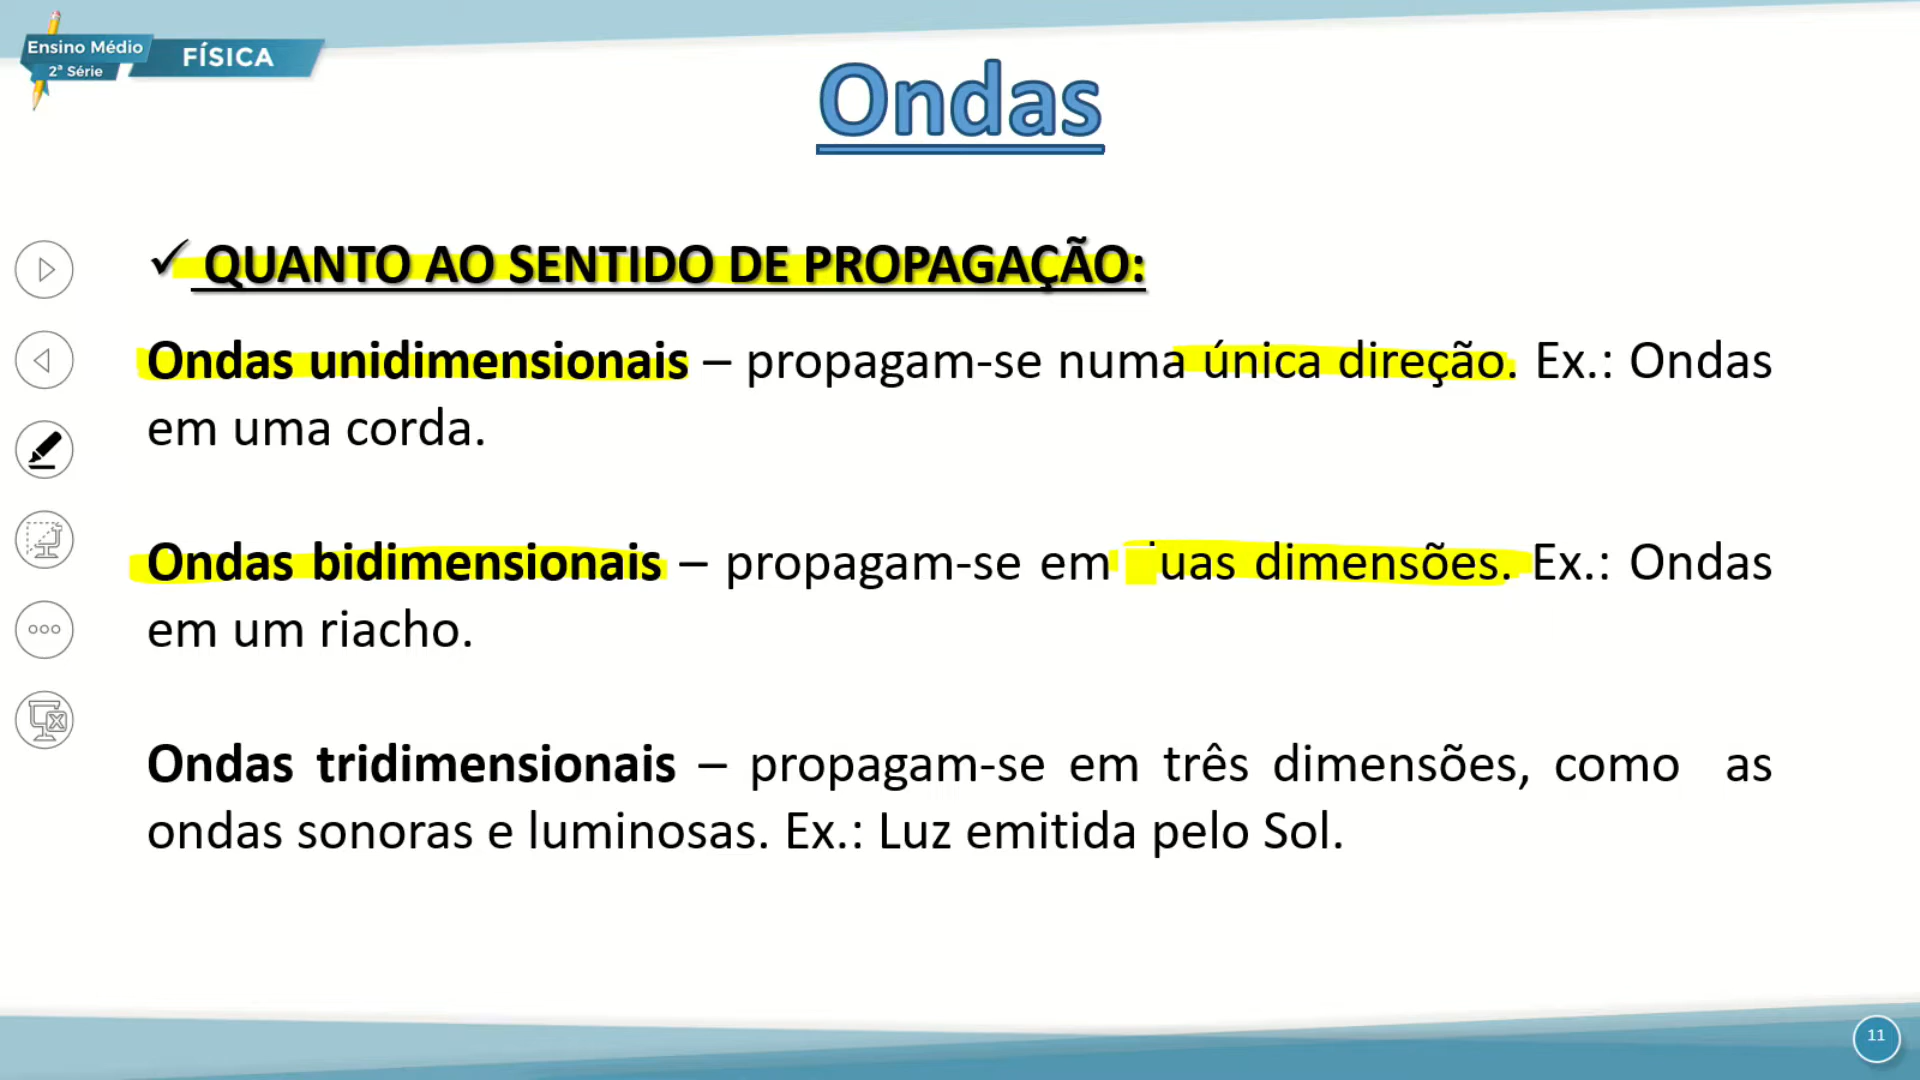 Ensino Médio
2ª Série
FÍSICA
Ondas
✓ QUANTO AO SENTIDO DE PROPAGAÇÃO:
Ondas unidimensionais – propagam-se numa única direção. Ex.: Ondas
em uma corda.
Ondas bidimensionais – propagam-se em uas dimensões. Ex.: Ondas
em um riacho.
Ondas tridimensionais – propagam-se em três dimensões, como as
ondas sonoras e luminosas. Ex.: Luz emitida pelo Sol.
11